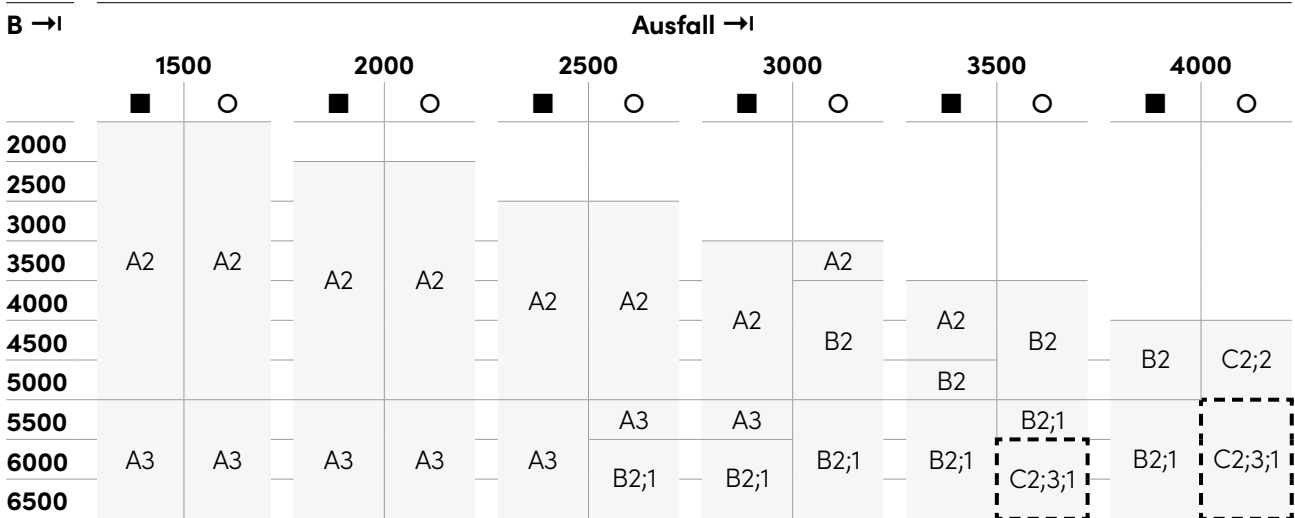 B →I Ausfall →I
1500 2000 2500 3000 3500 4000
■ ○ ■ ○ ■ ○ ■ ○ ■ ○ ■ ○
2000
2500
3000
3500 A2 A2 A2
4000 A2 A2 A2 A2 A2 A2
4500 B2 B2 B2 C2;2
5000 B2
5500 A3 A3 B2;1
6000 A3 A3 A3 A3 A3 B2;1 B2;1 B2;1 C2;3;1
6500 B2;1 B2;1 C2;3;1